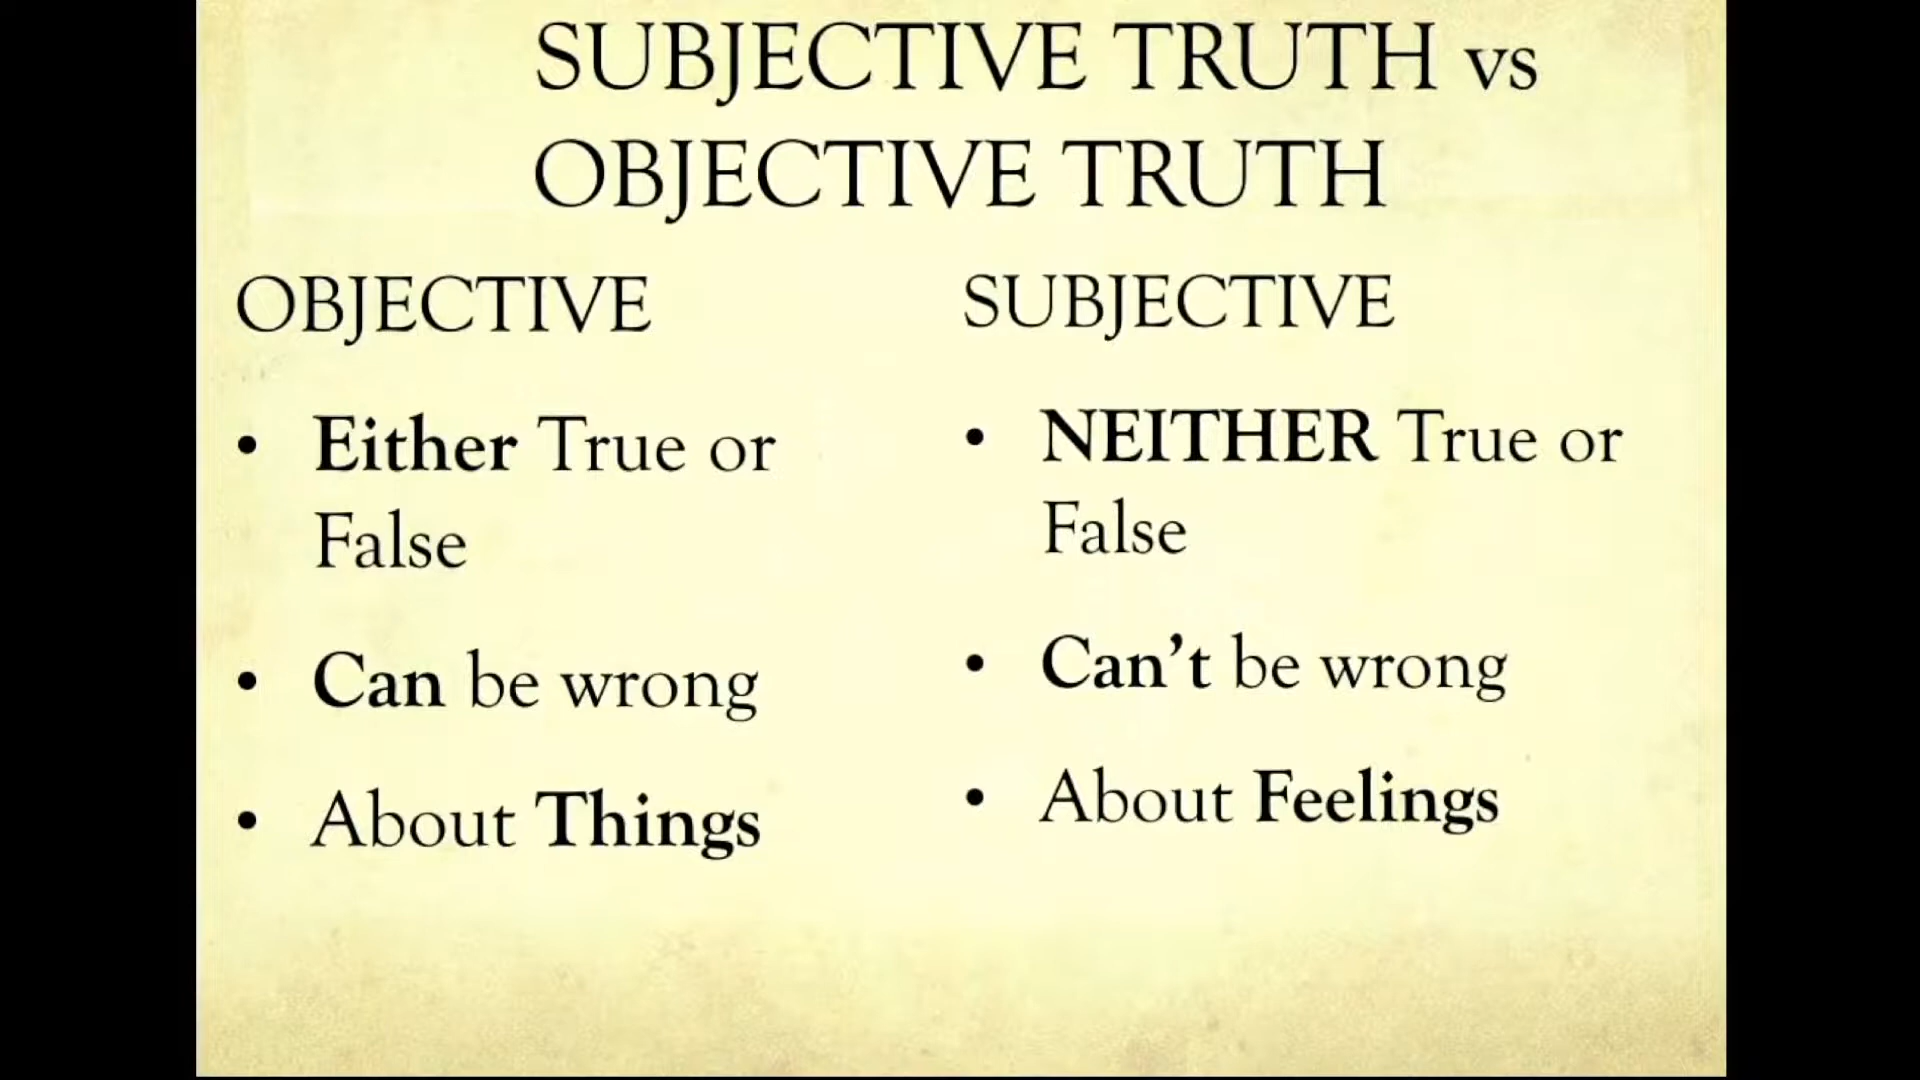 SUBJECTIVE TRUTH vs
OBJECTIVE TRUTH
OBJECTIVE
• Either True or
False
• Can be wrong
• About Things
SUBJECTIVE
• NEITHER True or
False
• Can't be wrong
• About Feelings